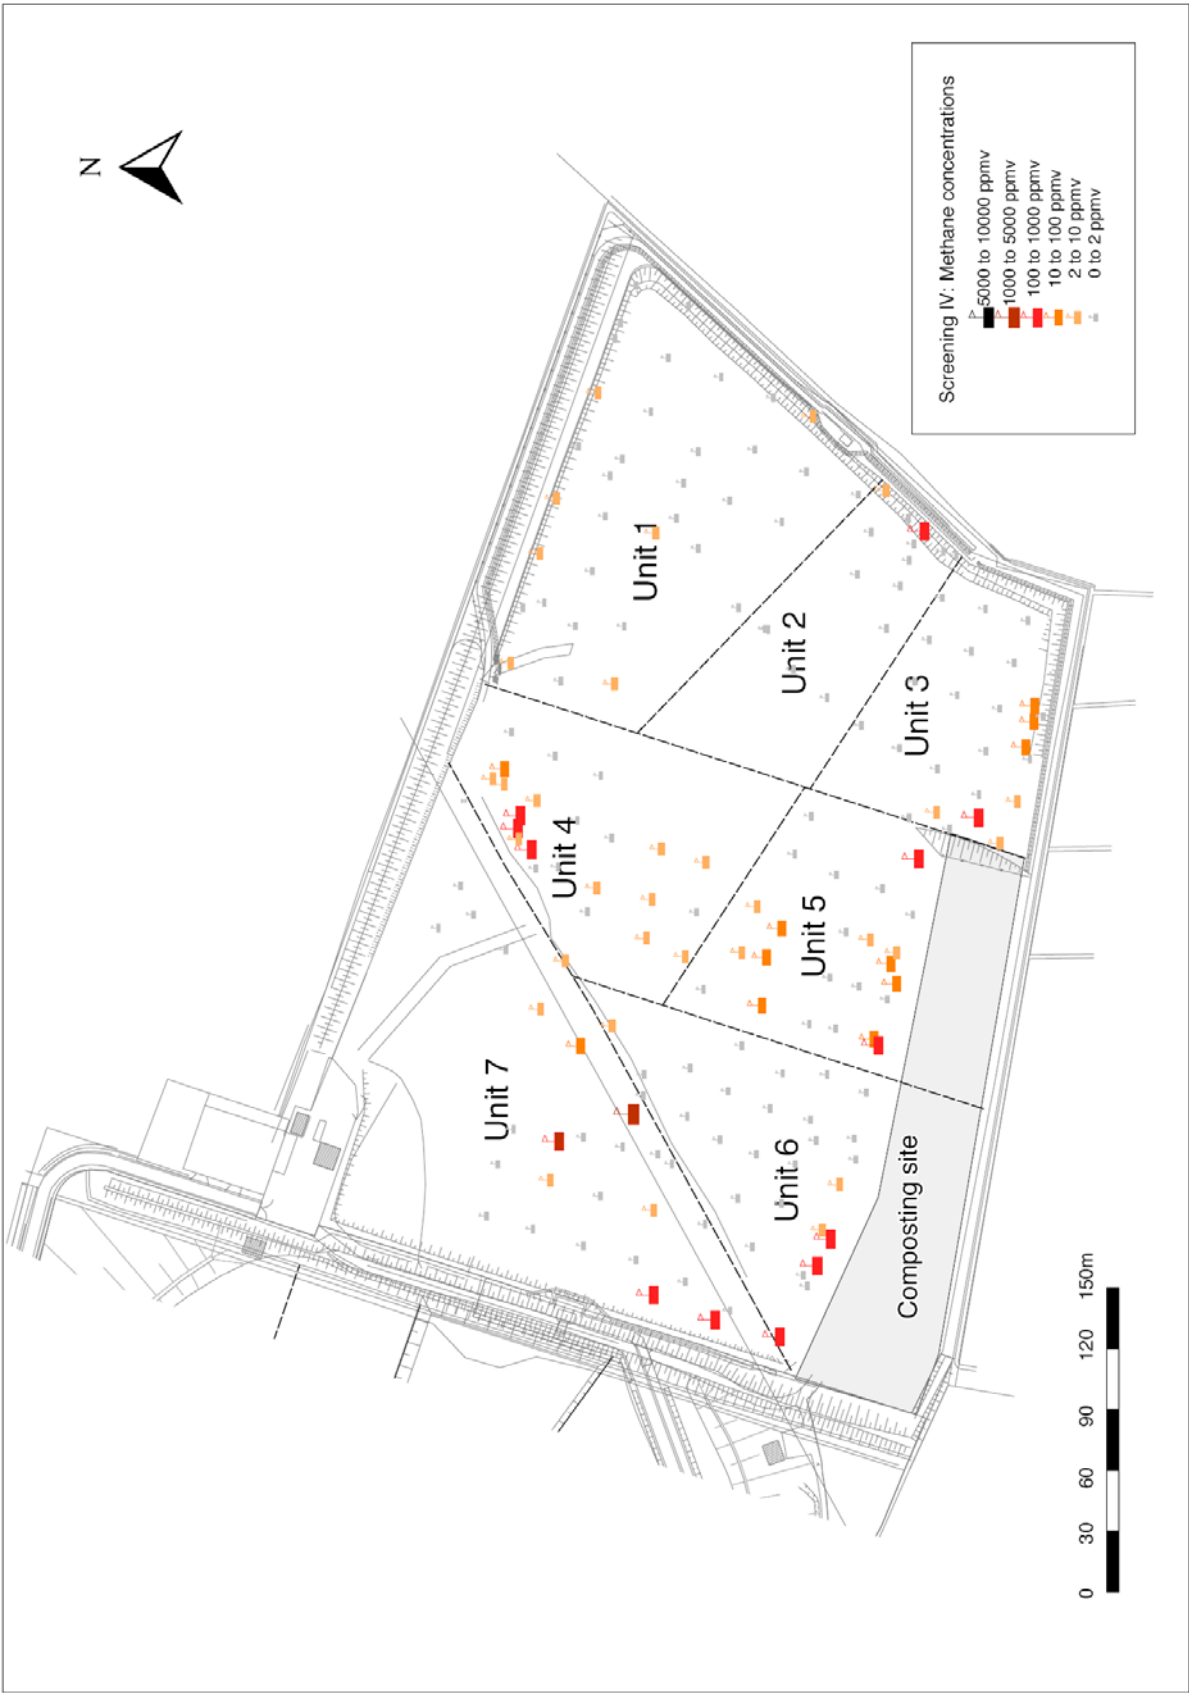 N
Screening IV: Methane concentrations
5000 to 10000 ppmv
1000 to 5000 ppmv
100 to 1000 ppmv
10 to 100 ppmv
2 to 10 ppmv
0 to 2 ppmv
Unit 1
Unit 2
Unit 3
Unit 4
Unit 5
Unit 6
Unit 7
Composting site
0 30 60 90 120 150m